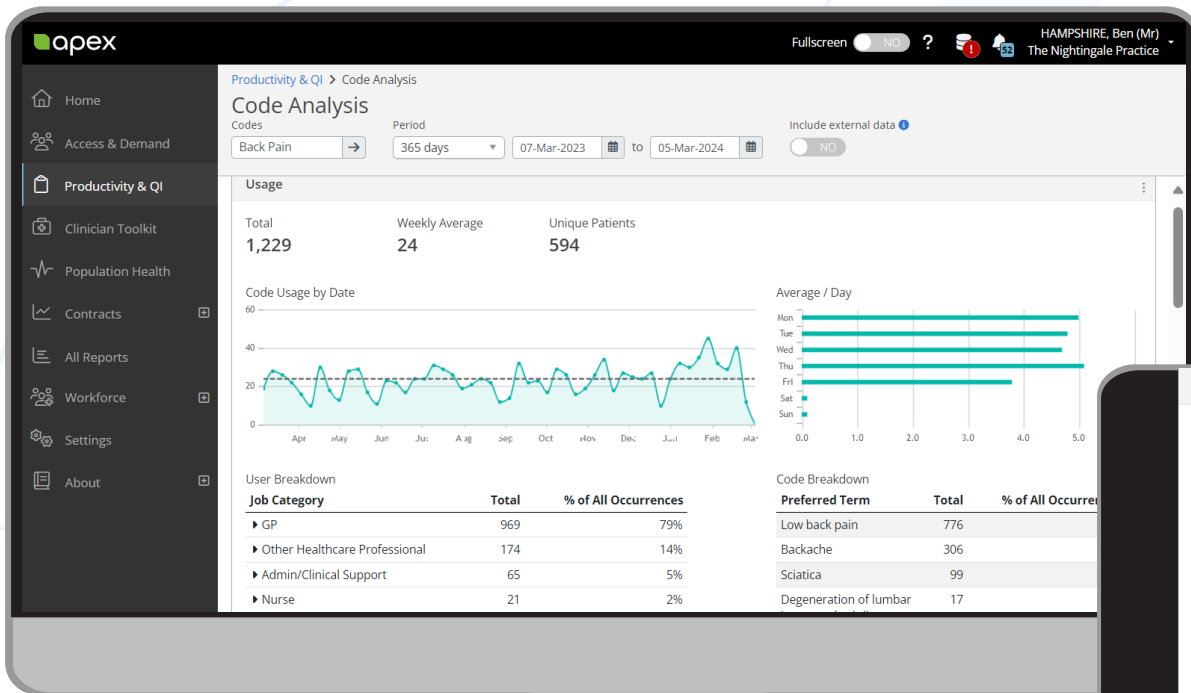 apex
Fullscreen NO ? ! 52 HAMPSHIRE, Ben (Mr)
The Nightingale Practice
Home
Access & Demand
Productivity & QI
Clinician Toolkit
Population Health
Contracts
All Reports
Workforce
Settings
About
Productivity & QI > Code Analysis
Code Analysis
Codes Period Include external data
Back Pain 365 days 07-Mar-2023 to 05-Mar-2024 NO
Usage
Total Weekly Average Unique Patients
1,229 24 594
Code Usage by Date
60
40
20
0
Apr May Jun Aug Sep Oct Nov Dec Feb Mar
Average / Day
Mon
Tue
Wed
Thu
Fri
Sat
Sun
0.0 1.0 2.0 3.0 4.0 5.0
User Breakdown
Job Category Total % of All Occurrences
GP 969 79%
Other Healthcare Professional 174 14%
Admin/Clinical Support 65 5%
Nurse 21 2%
Code Breakdown
Preferred Term Total % of All
Low back pain 776
Backache 306
Sciatica 99
Degeneration of lumbar 17